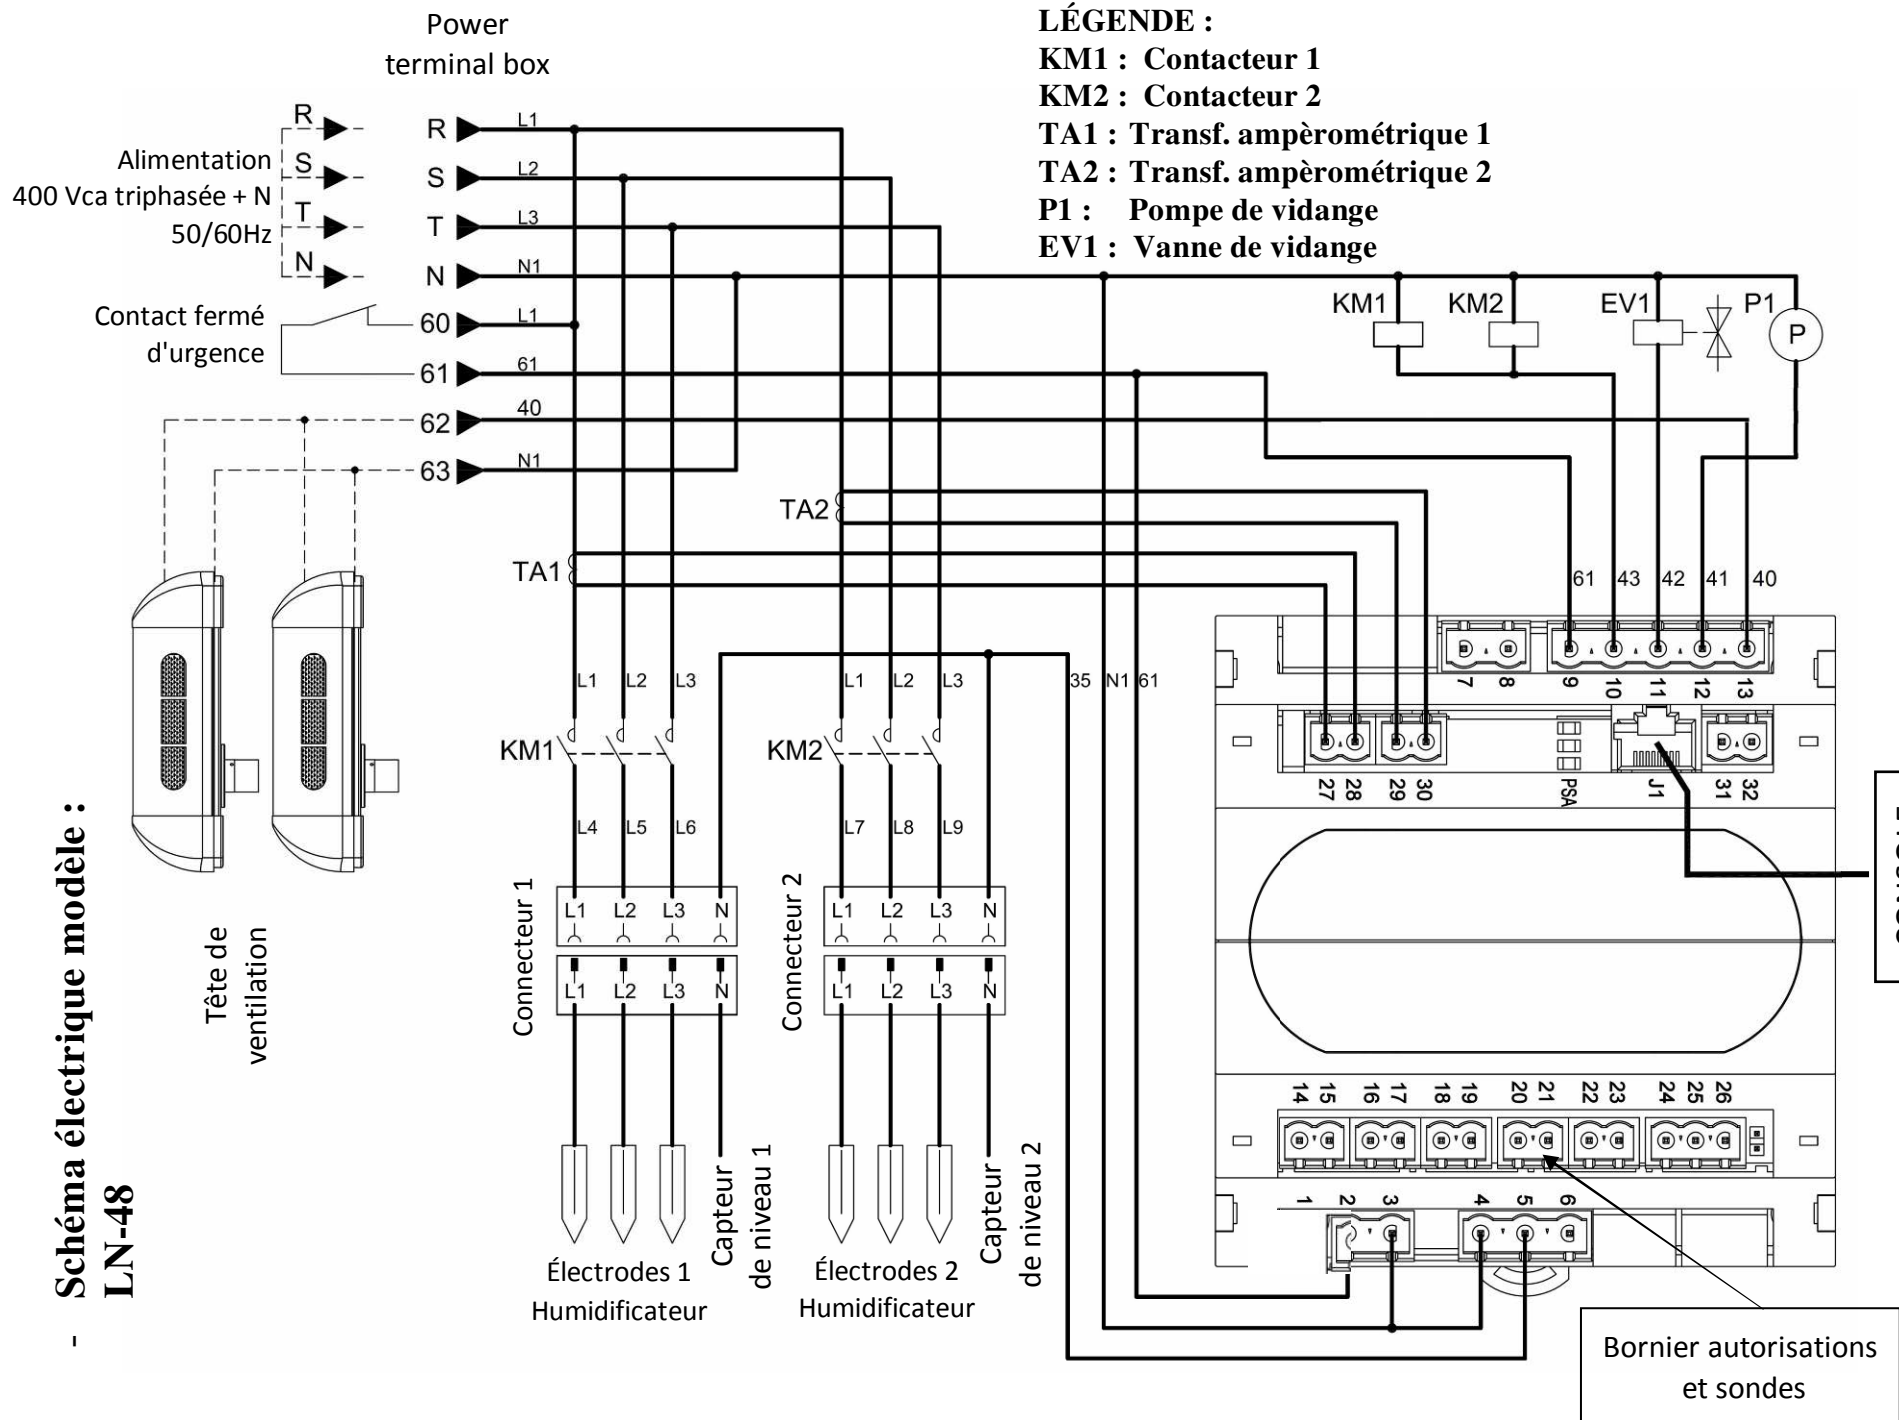 Power
terminal box
LÉGENDE :
KM1 : Contacteur 1
KM2 : Contacteur 2
TA1 : Transf. ampèrométrique 1
TA2 : Transf. ampèrométrique 2
P1 : Pompe de vidange
EV1 : Vanne de vidange
Alimentation
400 Vca triphasée + N
50/60Hz
R
S
T
N
R
S
T
N
60
61
62
63
L1
L2
L3
N1
L1
61
40
N1
Contact fermé
d'urgence
KM1
KM2
EV1
P1
P
TA2
TA1
61
43
42
41
40
L1
L2
L3
L1
L2
L3
35
N1
61
7
8
9
10
11
12
13
KM1
KM2
27
28
29
30
PSA
J1
31
32
L4
L5
L6
L7
L8
L9
Connecteur 1
L1
L2
L3
N
L1
L2
L3
N
Connecteur 2
L1
L2
L3
N
L1
L2
L3
N
Tête de
ventilation
- Schéma électrique modèle :
LN-48
14
15
16
17
18
19
20
21
22
23
24
25
26
1
2
3
4
5
6
Capteur
de niveau 1
Capteur
de niveau 2
Électrodes 1
Humidificateur
Électrodes 2
Humidificateur
Bornier autorisations
et sondes